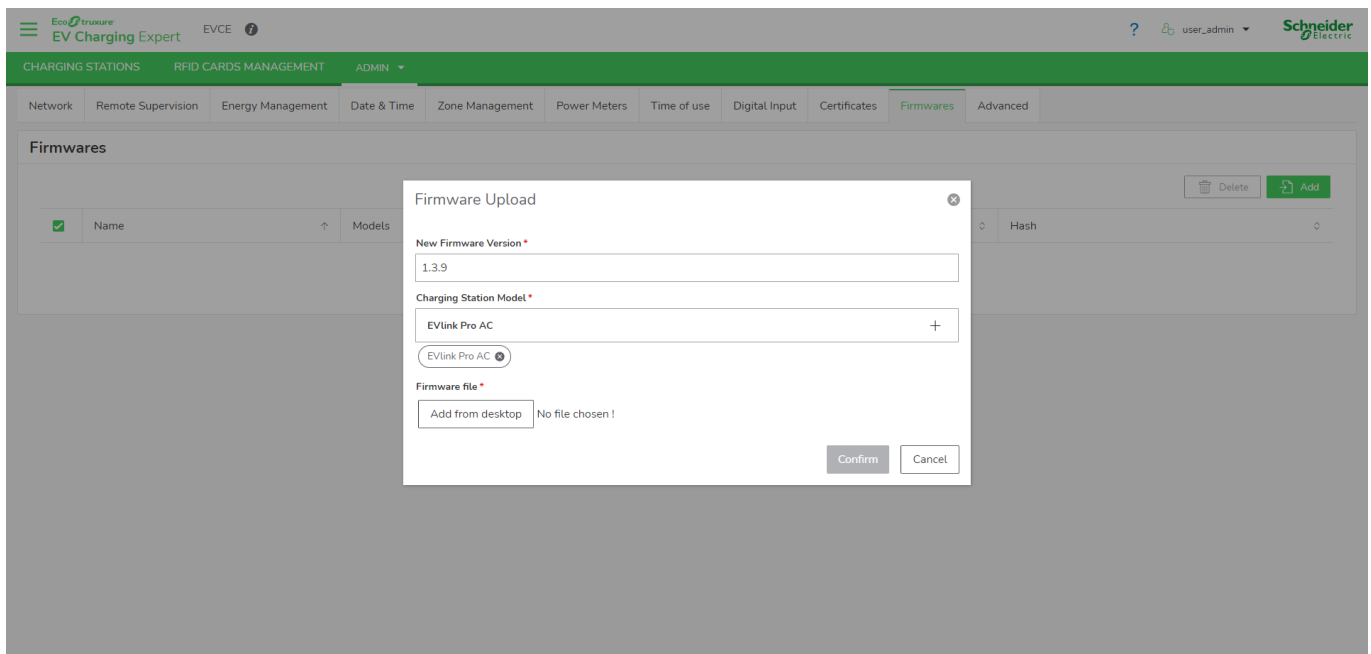 EcoStruxure
EV Charging Expert
EVCE
?
user_admin
Schneider
Electric
CHARGING STATIONS RFID CARDS MANAGEMENT ADMIN
Network Remote Supervision Energy Management Date & Time Zone Management Power Meters Time of use Digital Input Certificates Firmwares Advanced
Firmwares
Delete Add
Name Models Hash
Firmware Upload
New Firmware Version *
1.3.9
Charging Station Model *
EVlink Pro AC +
EVlink Pro AC
Firmware file *
Add from desktop No file chosen !
Confirm Cancel